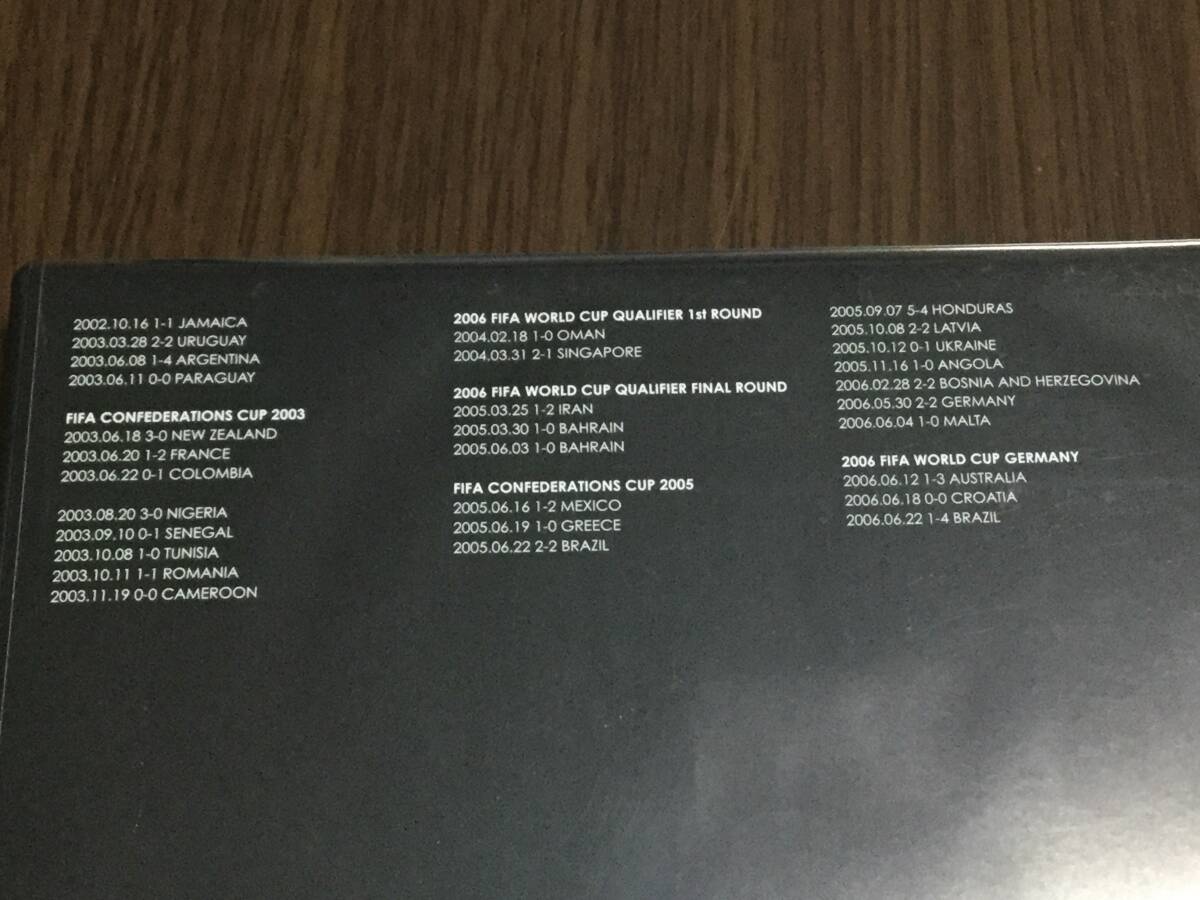 2002.10.16 1-1 JAMAICA
2003.03.28 2-2 URUGUAY
2003.06.08 1-4 ARGENTINA
2003.06.11 0-0 PARAGUAY
FIFA CONFEDERATIONS CUP 2003
2003.06.18 3-0 NEW ZEALAND
2003.06.20 1-2 FRANCE
2003.06.22 0-1 COLOMBIA
2003.08.20 3-0 NIGERIA
2003.09.10 0-1 SENEGAL
2003.10.08 1-0 TUNISIA
2003.10.11 1-1 ROMANIA
2003.11.19 0-0 CAMEROON
2006 FIFA WORLD CUP QUALIFIER 1st ROUND
2004.02.18 1-0 OMAN
2004.03.31 2-1 SINGAPORE
2006 FIFA WORLD CUP QUALIFIER FINAL ROUND
2005.03.25 1-2 IRAN
2005.03.30 1-0 BAHRAIN
2005.06.03 1-0 BAHRAIN
FIFA CONFEDERATIONS CUP 2005
2005.06.16 1-2 MEXICO
2005.06.19 1-0 GREECE
2005.06.22 2-2 BRAZIL
2005.09.07 5-4 HONDURAS
2005.10.08 2-2 LATVIA
2005.10.12 0-1 UKRAINE
2005.11.16 1-0 ANGOLA
2006.02.28 2-2 BOSNIA AND HERZEGOVINA
2006.05.30 2-2 GERMANY
2006.06.04 1-0 MALTA
2006 FIFA WORLD CUP GERMANY
2006.06.12 1-3 AUSTRALIA
2006.06.18 0-0 CROATIA
2006.06.22 1-4 BRAZIL